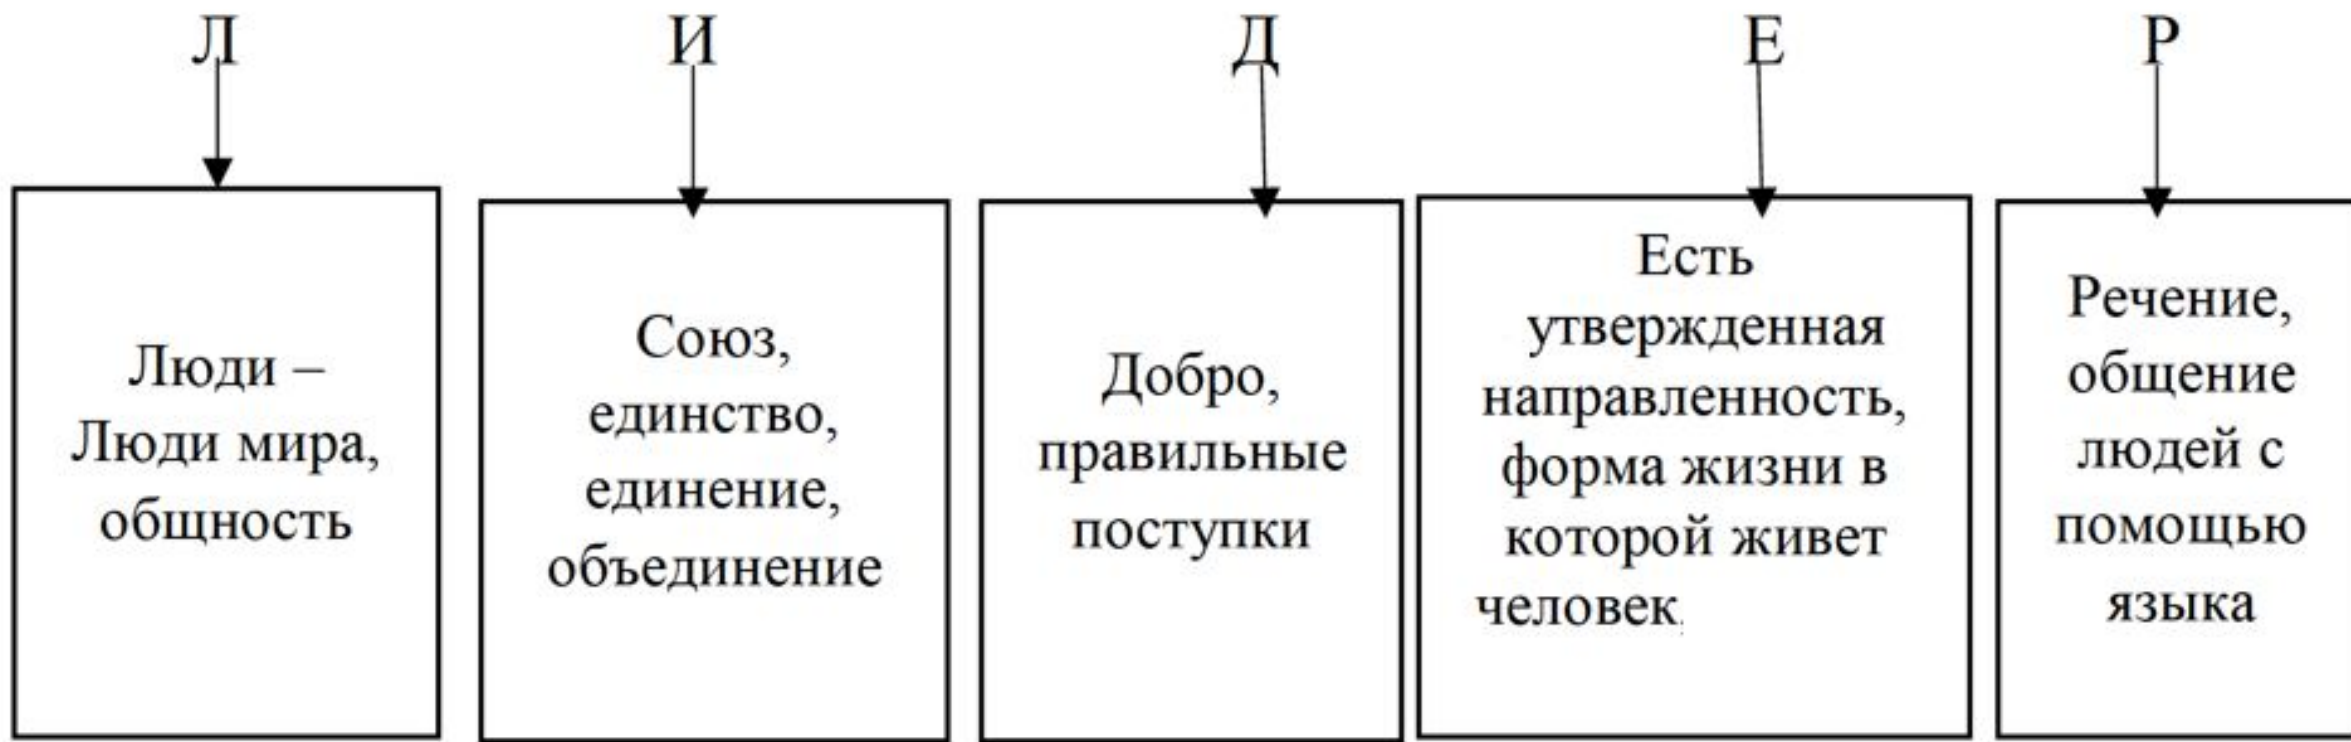 Л И Д Е Р
Люди –
Люди мира,
общность
Союз,
единство,
единение,
объединение
Добро,
правильные
поступки
Есть
утвержденная
направленность,
форма жизни в
которой живет
человек.
Речение,
общение
людей с
помощью
языка